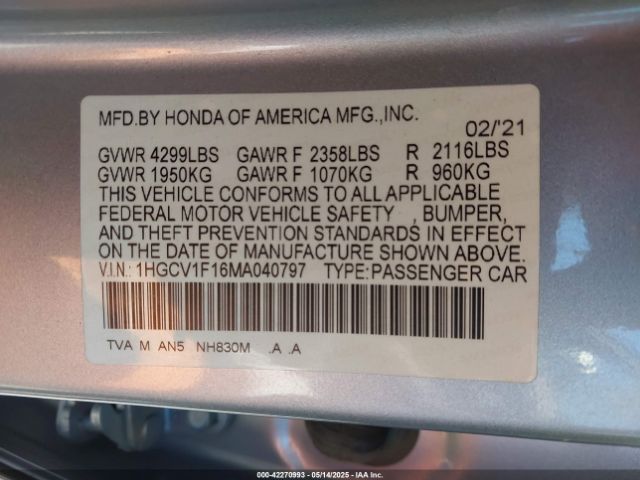 MFD.BY HONDA OF AMERICA MFG.,INC.
02/'21
GVWR 4299LBS GAWR F 2358LBS R 2116LBS
GVWR 1950KG GAWR F 1070KG R 960KG
THIS VEHICLE CONFORMS TO ALL APPLICABLE
FEDERAL MOTOR VEHICLE SAFETY , BUMPER,
AND THEFT PREVENTION STANDARDS IN EFFECT
ON THE DATE OF MANUFACTURE SHOWN ABOVE.
V.I.N.: 1HGCV1F16MA040797 TYPE:PASSENGER CAR
TVA M AN5 NH830M .A .A
000-42270993 - 05/14/2025 - IAA Inc.